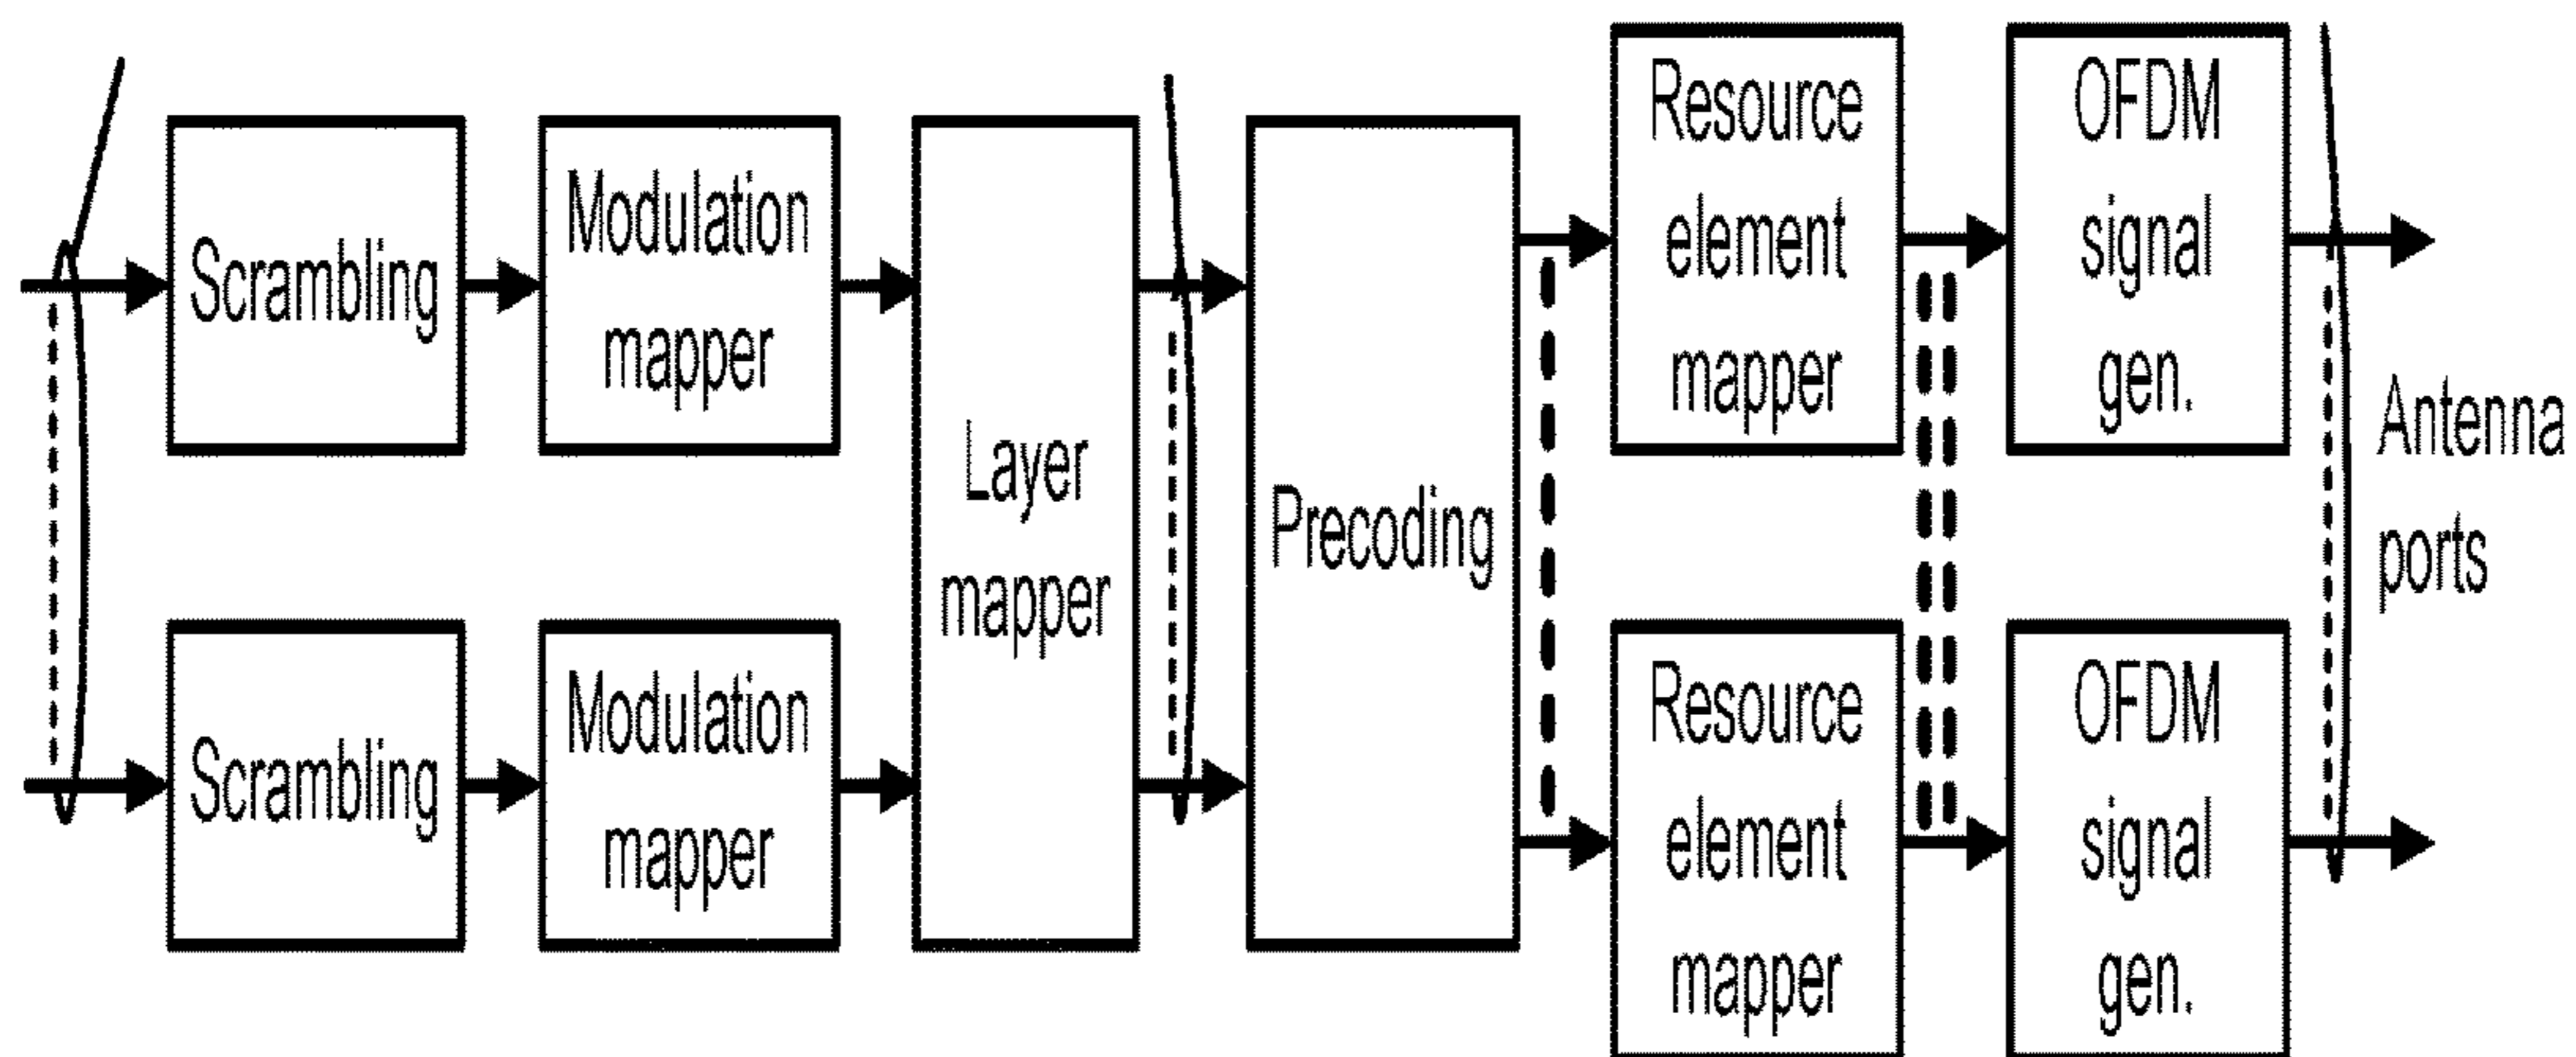 Scrambling
Modulation
mapper
Scrambling
Modulation
mapper
Layer
mapper
Precoding
Resource
element
mapper
Resource
element
mapper
OFDM
signal
gen.
OFDM
signal
gen.
Antenna
ports